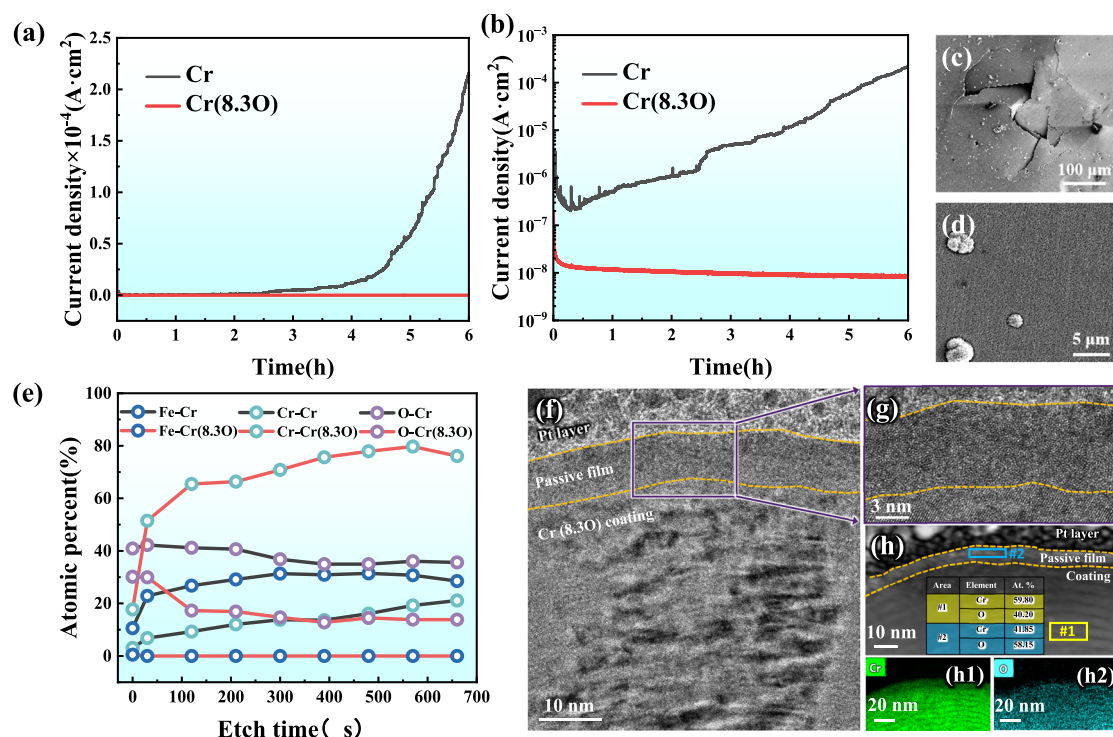 (a)
2.5
2.0
1.5
1.0
0.5
0.0
Current density×10⁻⁴(A·cm²)
Cr
Cr(8.3O)
0 1 2 3 4 5 6
Time(h)
(b)
10⁻³
10⁻⁴
10⁻⁵
10⁻⁶
10⁻⁷
10⁻⁸
10⁻⁹
Current density(A·cm²)
Cr
Cr(8.3O)
0 1 2 3 4 5 6
Time(h)
(c)
100 μm
(d)
5 μm
(e)
100
80
60
40
20
0
Atomic percent(%)
Fe-Cr Cr-Cr O-Cr
Fe-Cr(8.3O) Cr-Cr(8.3O) O-Cr(8.3O)
0 100 200 300 400 500 600 700
Etch time( s)
(f)
Pt layer
Passive film
Cr (8.3O) coating
10 nm
(g)
3 nm
(h)
Pt layer
#2
Passive film
Coating
Area Element At. %
#1 Cr 59.80
O 40.20
#2 Cr 41.85
O 58.15
#1
10 nm
Cr
(h1)
20 nm
O
(h2)
20 nm